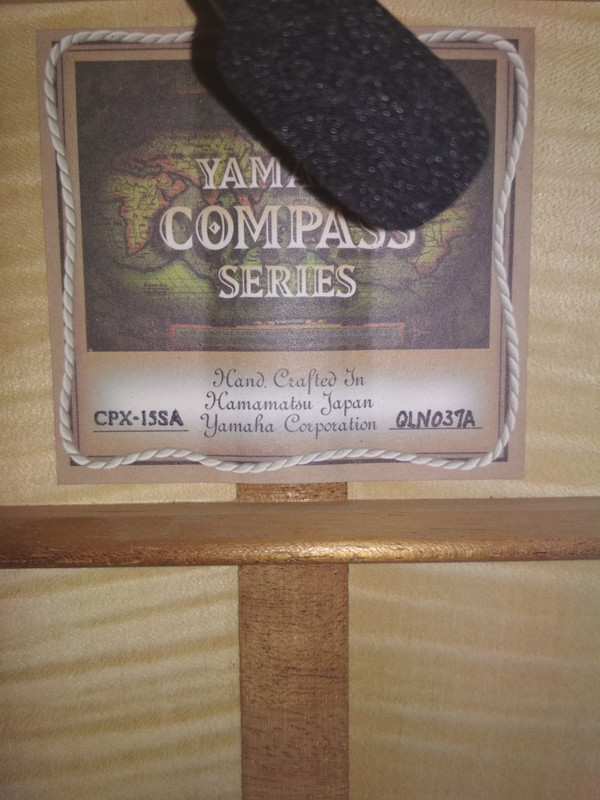 YAMA
COMPASS
SERIES
Hand Crafted In
Hamamatsu Japan
CPX-15SA Yamaha Corporation QLN037A